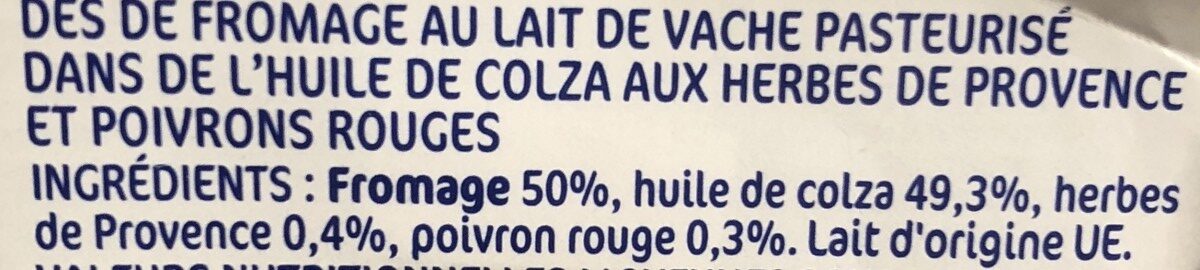 DÉS DE FROMAGE AU LAIT DE VACHE PASTEURISÉ
DANS DE L'HUILE DE COLZA AUX HERBES DE PROVENCE
ET POIVRONS ROUGES
INGRÉDIENTS : Fromage 50%, huile de colza 49,3%, herbes
de Provence 0,4%, poivron rouge 0,3%. Lait d'origine UE.